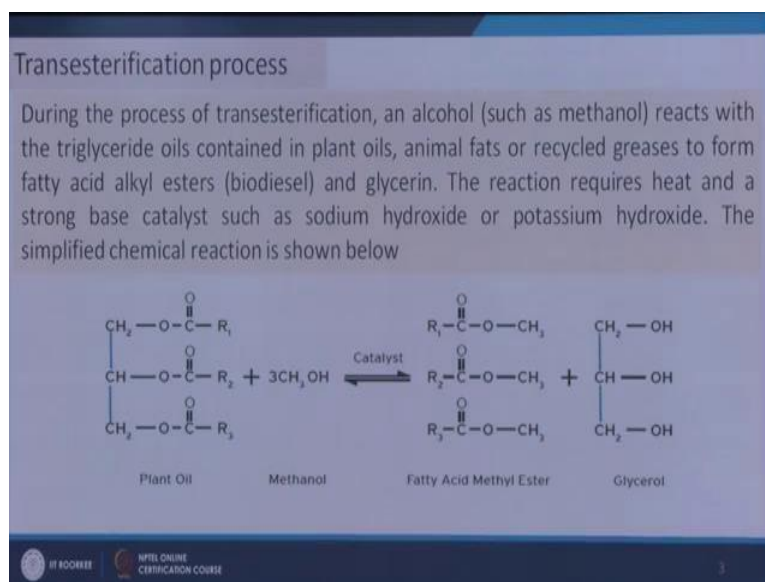 Transesterification process
During the process of transesterification, an alcohol (such as methanol) reacts with
the triglyceride oils contained in plant oils, animal fats or recycled greases to form
fatty acid alkyl esters (biodiesel) and glycerin. The reaction requires heat and a
strong base catalyst such as sodium hydroxide or potassium hydroxide. The
simplified chemical reaction is shown below
O O
CH₂—O-C—R₁ R₁-C-O—CH₃ CH₂—OH
O Catalyst O
CH—O-C—R₂ + 3CH₃OH ⇌ R₂-C-O—CH₃ + CH—OH
O O
CH₂—O-C—R₃ R₃-C-O—CH₃ CH₂—OH
Plant Oil Methanol Fatty Acid Methyl Ester Glycerol
IIT ROORKEE NPTEL ONLINE
CERTIFICATION COURSE
3